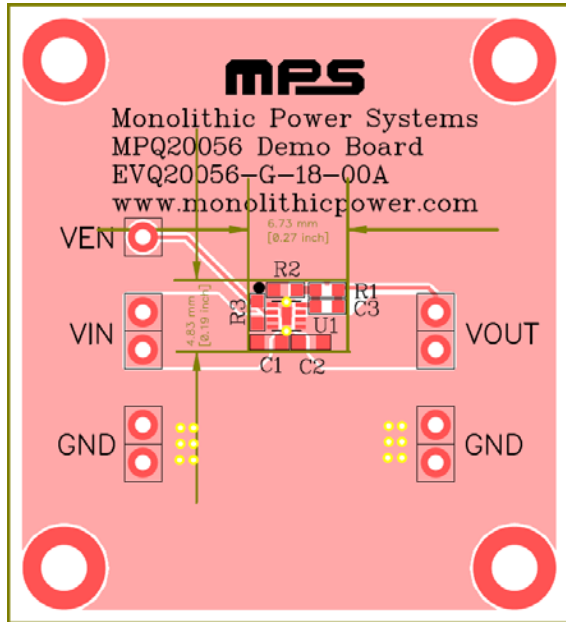 MPS
Monolithic Power Systems
MPQ20056 Demo Board
EVQ20056-G-18-00A
www.monolithicpower.com
6.73 mm
[0.27 inch]
VEN
R2
R1
C3
R3
4.83 mm
[0.19 inch]
U1
VIN
VOUT
C1
C2
GND
GND